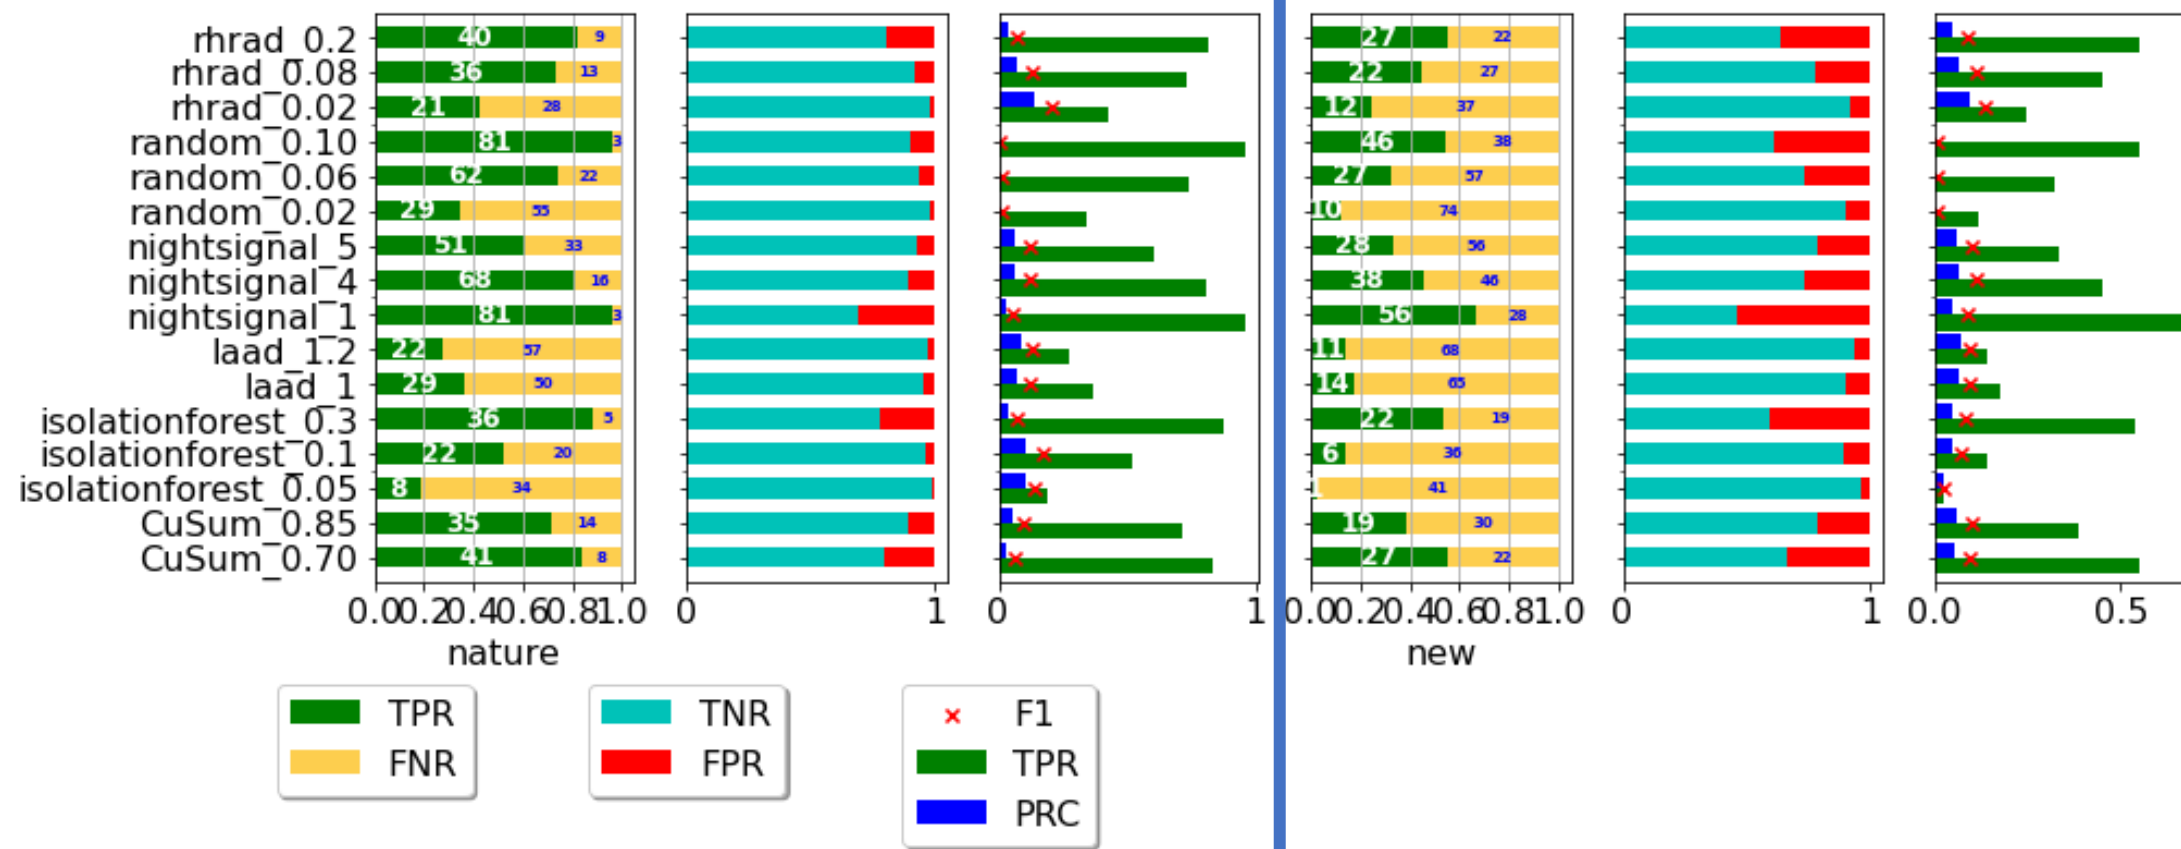 rhrad_0.2 40 9 27 22
rhrad_0.08 36 13 22 27
rhrad_0.02 21 28 12 37
random_0.10 81 3 46 38
random_0.06 62 22 27 57
random_0.02 29 55 10 74
nightsignal_5 51 33 28 56
nightsignal_4 68 16 38 46
nightsignal_1 81 3 56 28
laad_1.2 22 57 11 68
laad_1 29 50 14 65
isolationforest_0.3 36 5 22 19
isolationforest_0.1 22 20 6 36
isolationforest_0.05 8 34 1 41
CuSum_0.85 35 14 19 30
CuSum_0.70 41 8 27 22
0.0 0.2 0.4 0.6 0.8 1.0 0 1 0 1 0.0 0.2 0.4 0.6 0.8 1.0 0 1 0.0 0.5
nature new
TPR TNR F1
FNR FPR TPR
PRC